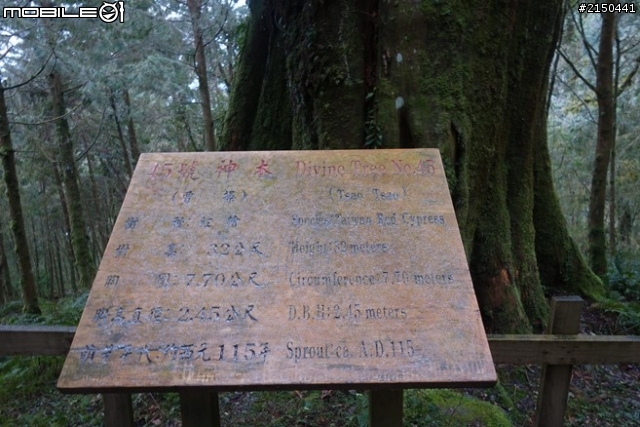 MOBILE01
#2150441
45號 神木 Divine Tree No.45
(曹 操) (Tsao Tsao)
樹 種: 紅檜 Species: Taiwan Red Cypress
樹 高: 32公尺 Height: 32 meters
胸 圍: 7.70公尺 Circumference: 7.70 meters
胸高直徑: 2.45公尺 D.B.H: 2.45 meters
萌芽年代: 約西元115年 Sprout: ca. A.D.115